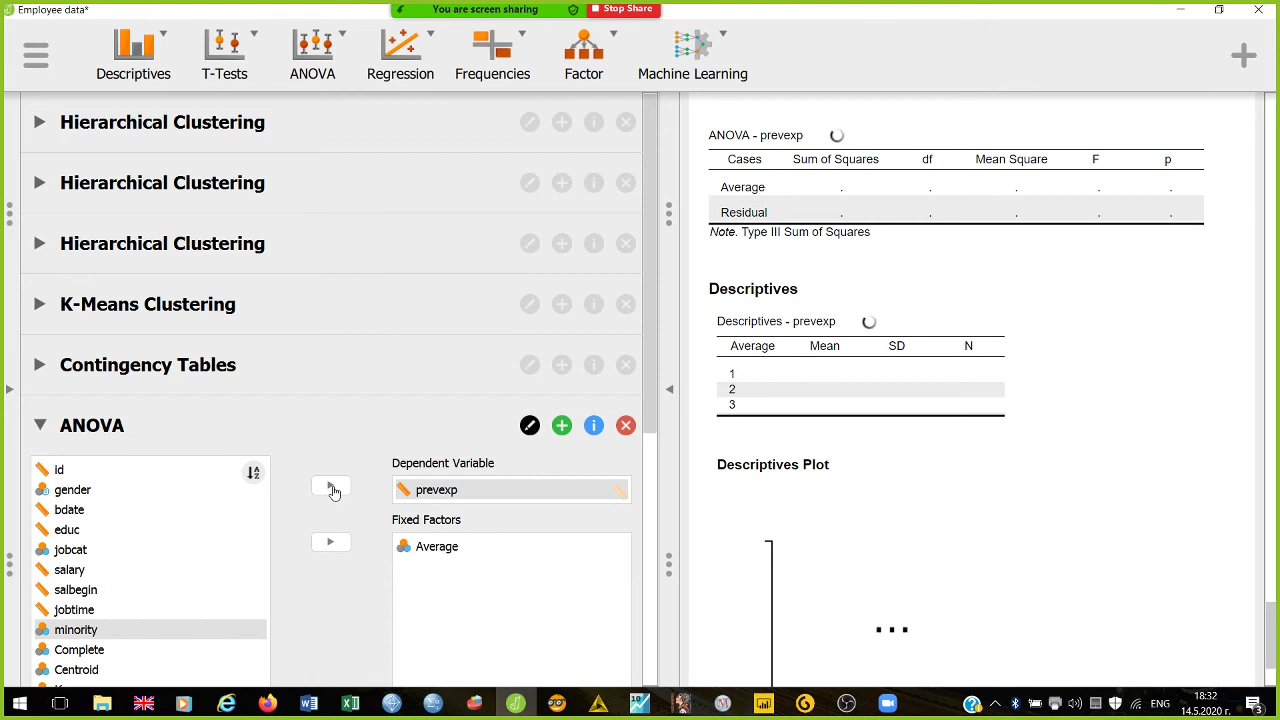 Employee data*
You are screen sharing
Stop Share
Descriptives
T-Tests
ANOVA
Regression
Frequencies
Factor
Machine Learning
Hierarchical Clustering
Hierarchical Clustering
Hierarchical Clustering
K-Means Clustering
Contingency Tables
ANOVA
id
gender
bdate
educ
jobcat
salary
salbegin
jobtime
minority
Complete
Centroid
Dependent Variable
prevexp
Fixed Factors
Average
ANOVA - prevexp
Cases Sum of Squares df Mean Square F p
Average . . . . .
Residual . . . . .
Note. Type III Sum of Squares
Descriptives
Descriptives - prevexp
Average Mean SD N
1
2
3
Descriptives Plot
...
ENG
18:32
14.5.2020 г.
3